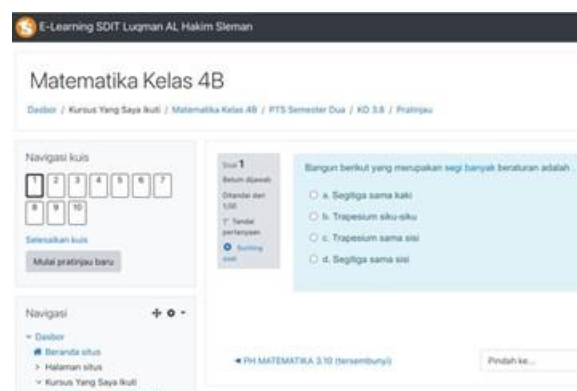 E-Learning SDIT Luqman AL Hakim Sleman
Matematika Kelas 4B
Dasbor / Kursus Yang Saya Ikuti / Matematika Kelas 4B / PTS Semester Dua / KD 3.8 / Pratinjau
Navigasi kuis
1 2 3 4 5 6 7
8 9 10
Selesaikan kuis
Mulai pratinjau baru
Soal 1
Belum dijawab
Ditandai dari
1,00
Tandai
pertanyaan
Sunting
soal
Bangun berikut yang merupakan segi banyak beraturan adalah
a. Segitiga sama kaki
b. Trapesium siku-siku
c. Trapesium sama sisi
d. Segitiga sama sisi
Navigasi
Dasbor
Beranda situs
Halaman situs
Kursus Yang Saya Ikuti
PH MATEMATIKA 3.10 (tersembunyi)
Pindah ke...